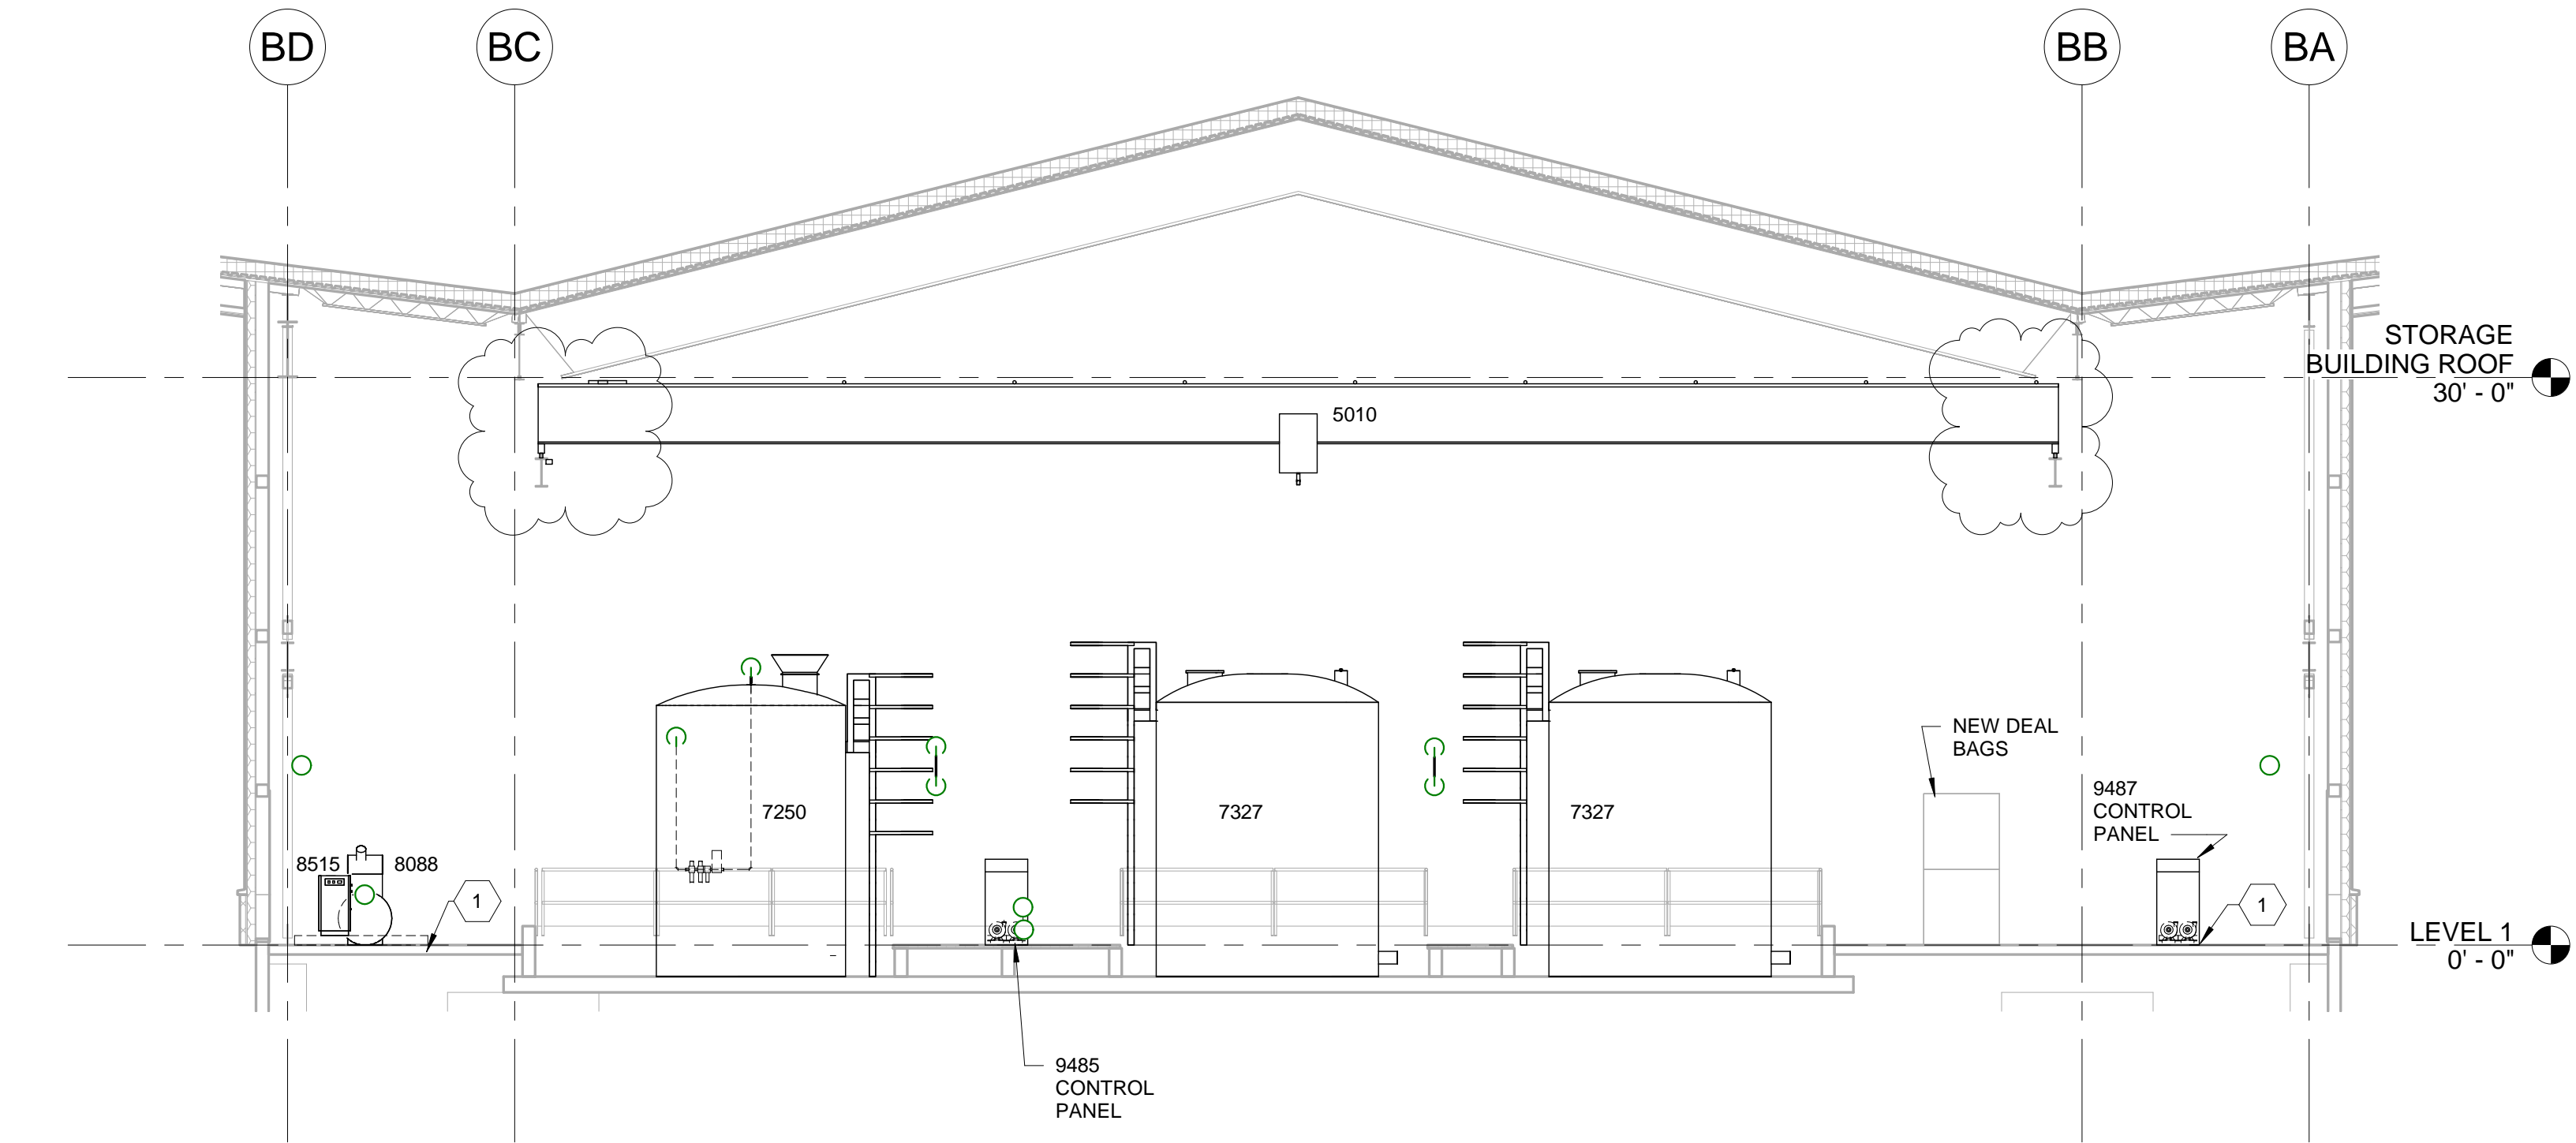 BD
BC
BB
BA
STORAGE
BUILDING ROOF
30' - 0"
5010
NEW DEAL
BAGS
9487
CONTROL
PANEL
7250
7327
7327
8515
8088
1
1
LEVEL 1
0' - 0"
9485
CONTROL
PANEL